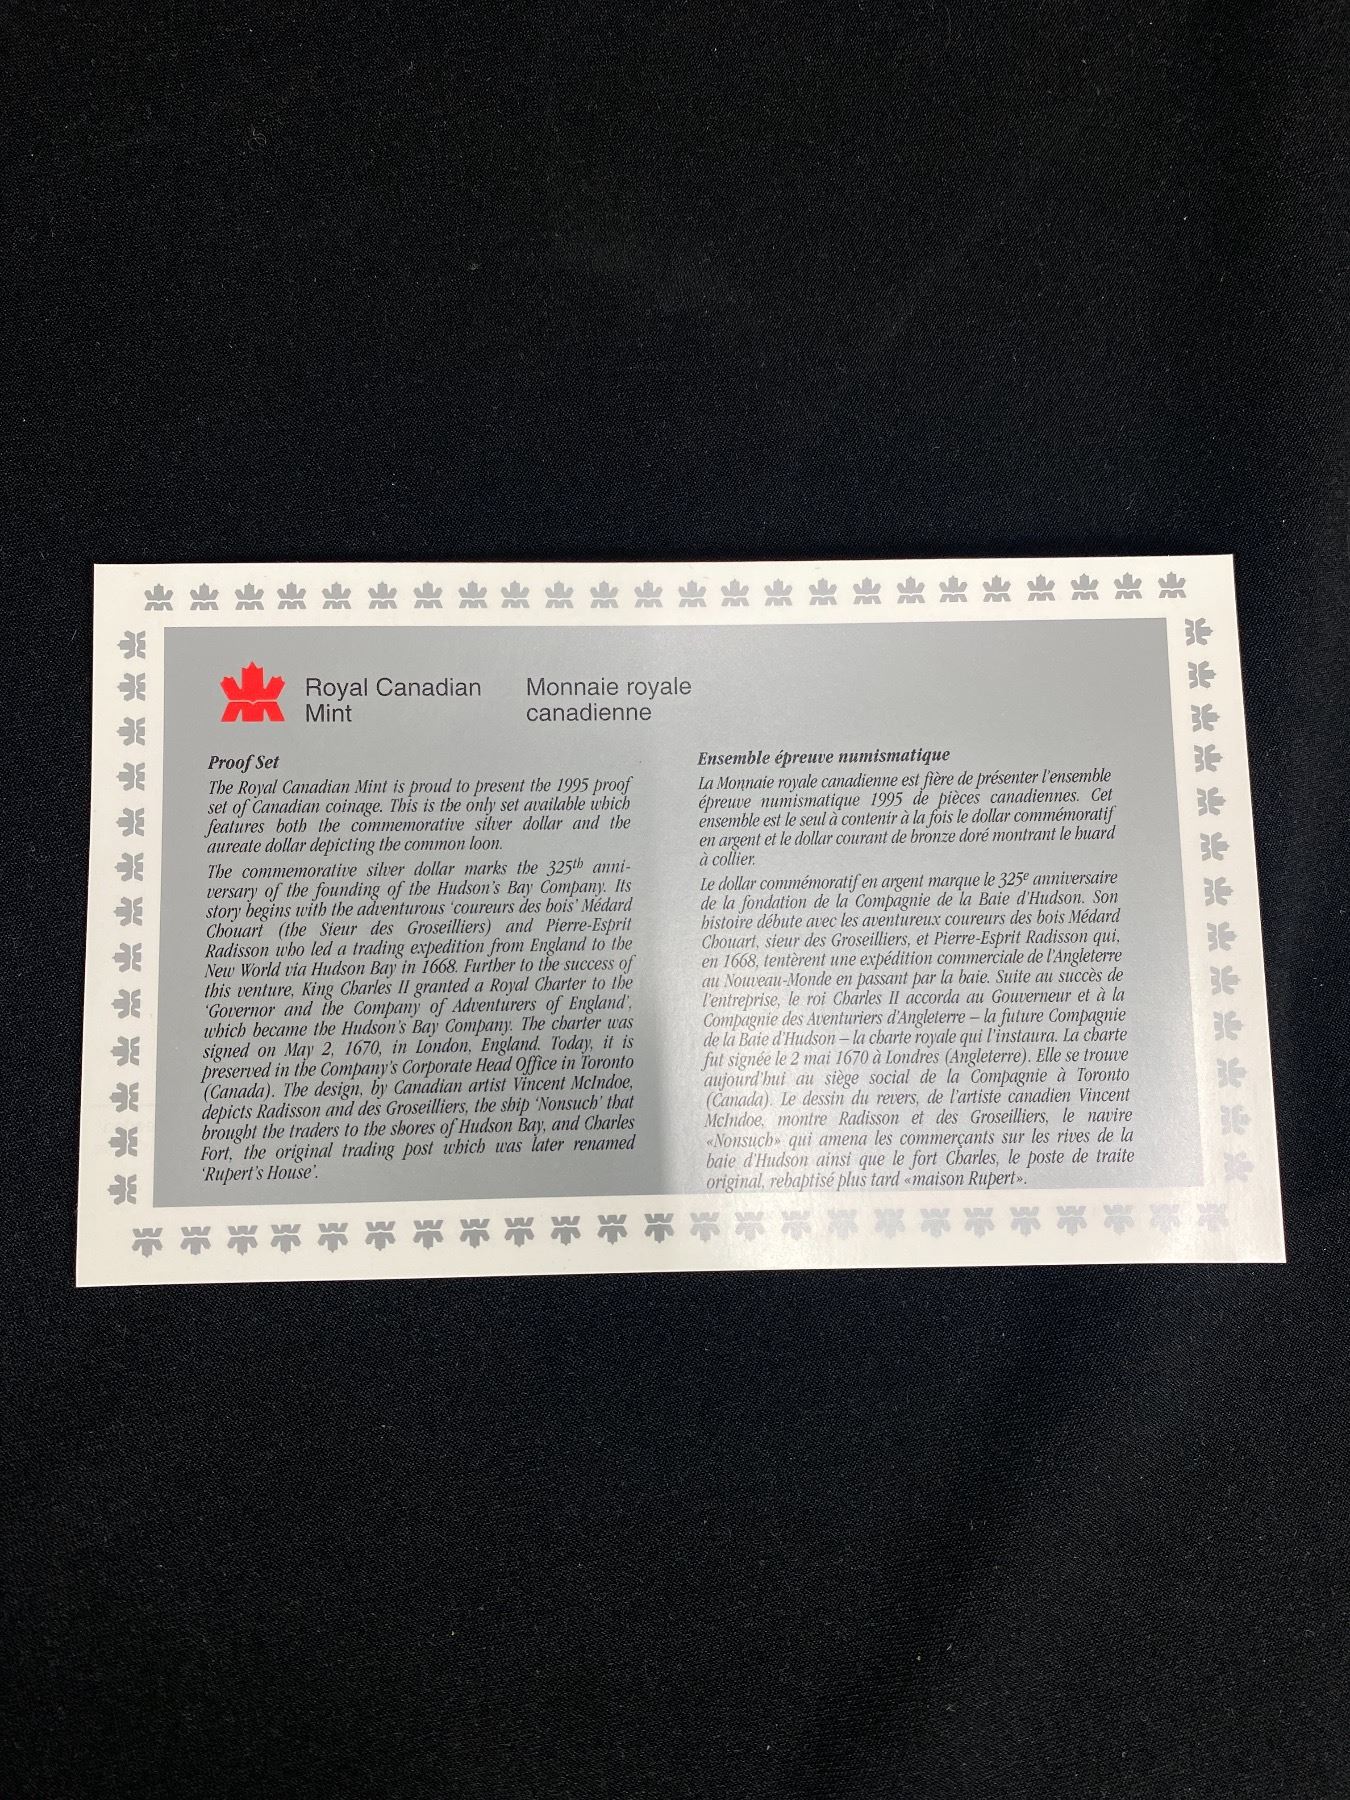 Royal Canadian
Mint
Monnaie royale
canadienne
Proof Set
The Royal Canadian Mint is proud to present the 1995 proof
set of Canadian coinage. This is the only set available which
features both the commemorative silver dollar and the
aureate dollar depicting the common loon.
The commemorative silver dollar marks the 325th anni-
versary of the founding of the Hudson's Bay Company. Its
story begins with the adventurous 'coureurs des bois' Médard
Chouart (the Sieur des Groseilliers) and Pierre-Esprit
Radisson who led a trading expedition from England to the
New World via Hudson Bay in 1668. Further to the success of
this venture, King Charles II granted a Royal Charter to the
'Governor and the Company of Adventurers of England',
which became the Hudson's Bay Company. The charter was
signed on May 2, 1670, in London, England. Today, it is
preserved in the Company's Corporate Head Office in Toronto
(Canada). The design, by Canadian artist Vincent McIndoe,
depicts Radisson and des Groseilliers, the ship 'Nonsuch' that
brought the traders to the shores of Hudson Bay, and Charles
Fort, the original trading post which was later renamed
'Rupert's House'.
Ensemble épreuve numismatique
La Monnaie royale canadienne est fière de présenter l'ensemble
épreuve numismatique 1995 de pièces canadiennes. Cet
ensemble est le seul à contenir à la fois le dollar commémoratif
en argent et le dollar courant de bronze doré montrant le huard
à collier.
Le dollar commémoratif en argent marque le 325e anniversaire
de la fondation de la Compagnie de la Baie d'Hudson. Son
histoire débute avec les aventureux coureurs des bois Médard
Chouart, sieur des Groseilliers, et Pierre-Esprit Radisson qui,
en 1668, tentèrent une expédition commerciale de l'Angleterre
au Nouveau-Monde en passant par la baie. Suite au succès de
l'entreprise, le roi Charles II accorda au Gouverneur et à la
Compagnie des Aventuriers d'Angleterre – la future Compagnie
de la Baie d'Hudson – la charte royale qui l'instaura. La charte
fut signée le 2 mai 1670 à Londres (Angleterre). Elle se trouve
aujourd'hui au siège social de la Compagnie à Toronto
(Canada). Le dessin du revers, de l'artiste canadien Vincent
McIndoe, montre Radisson et des Groseilliers, le navire
«Nonsuch» qui amena les commerçants sur les rives de la
baie d'Hudson ainsi que le fort Charles, le poste de traite
original, rebaptisé plus tard «maison Rupert».